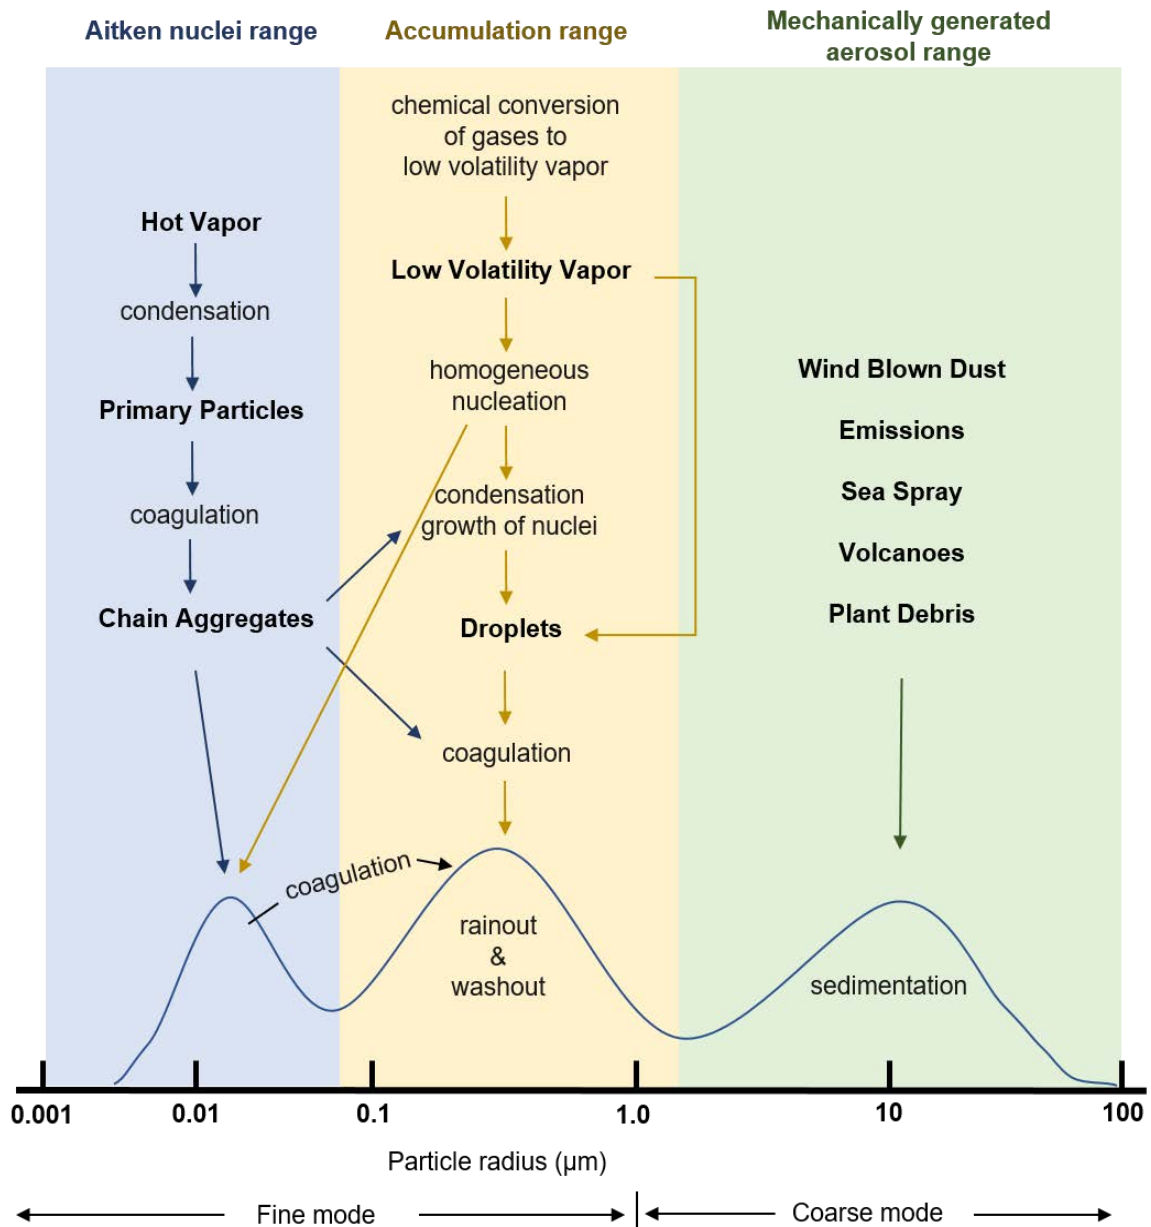 Aitken nuclei range
Accumulation range
Mechanically generated
aerosol range
Hot Vapor
condensation
Primary Particles
coagulation
Chain Aggregates
chemical conversion
of gases to
low volatility vapor
Low Volatility Vapor
homogeneous
nucleation
condensation
growth of nuclei
Droplets
coagulation
Wind Blown Dust
Emissions
Sea Spray
Volcanoes
Plant Debris
coagulation
rainout
&
washout
sedimentation
0.001 0.01 0.1 1.0 10 100
Particle radius (μm)
Fine mode
Coarse mode